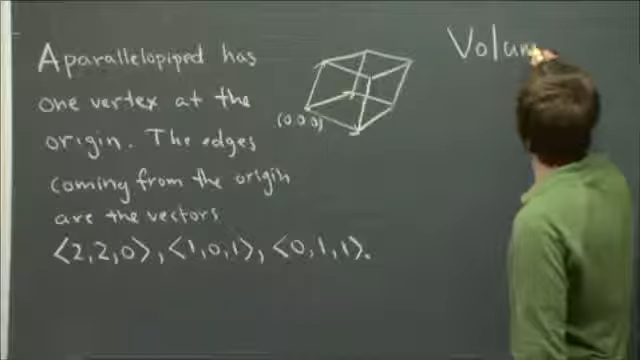 A parallelopiped has
one vertex at the
origin. The edges
coming from the origin
are the vectors
<2,2,0>, <1,0,1>, <0,1,1>.
(0,0,0)
Volum